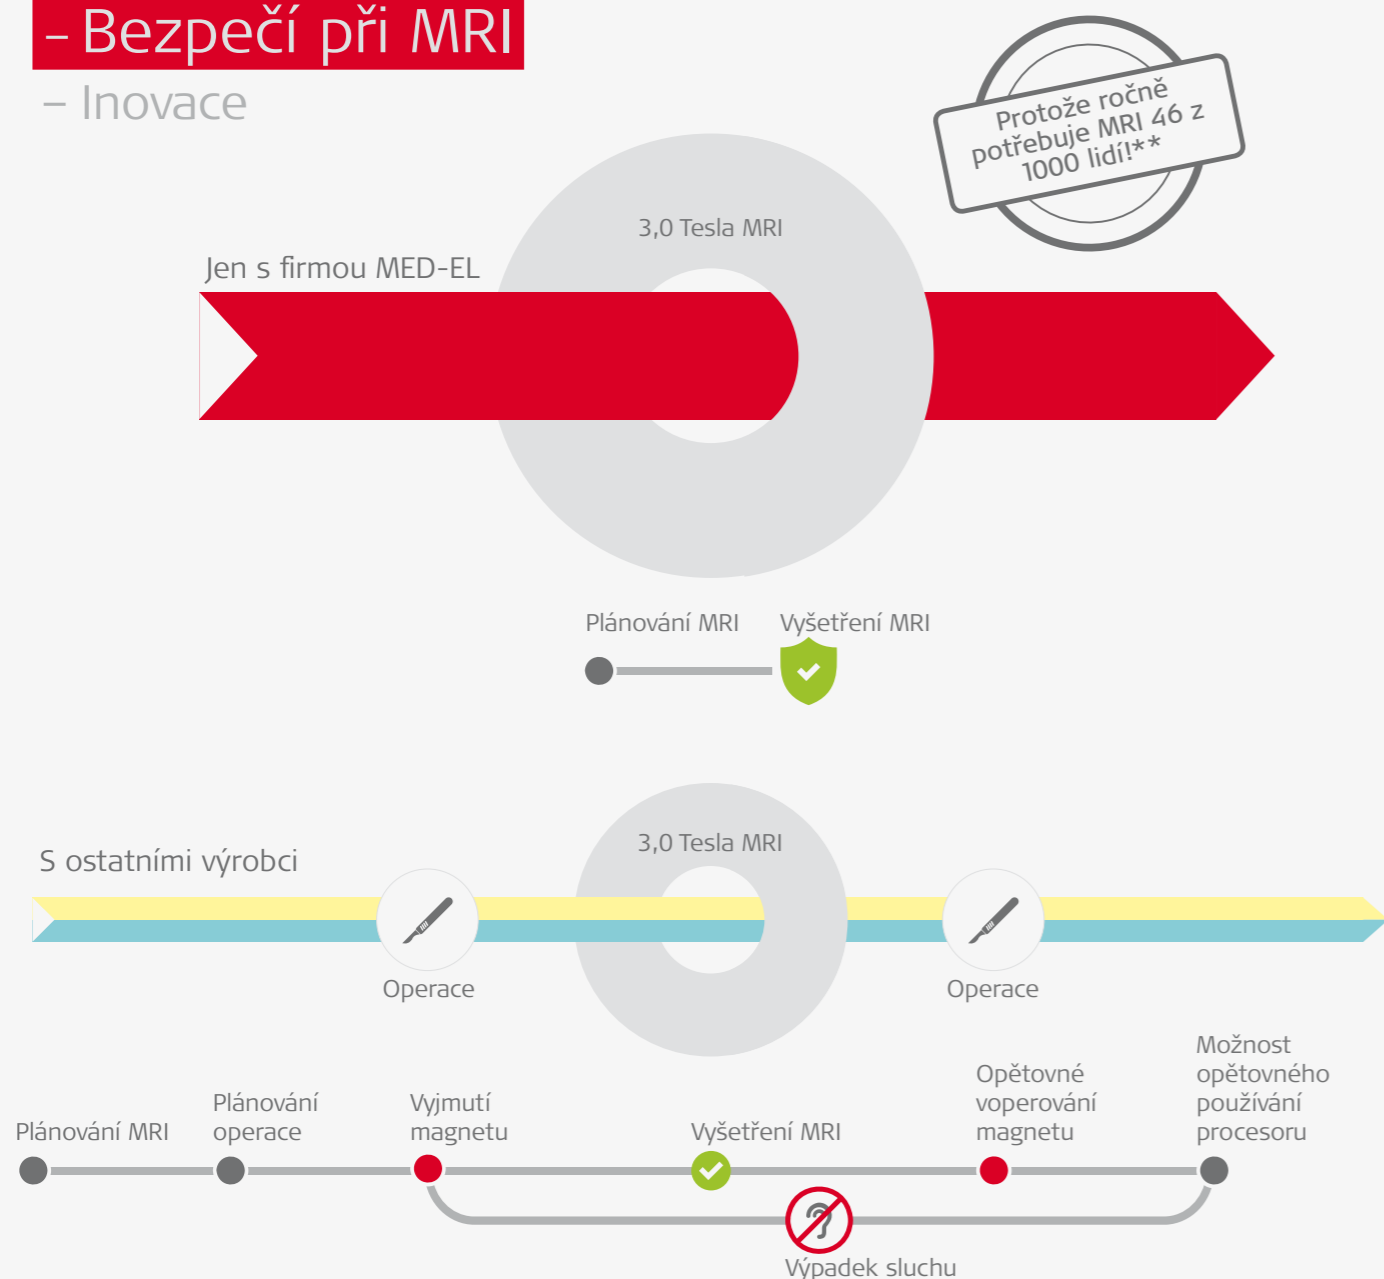 – Bezpečí při MRI
– Inovace
Protože ročně
potřebuje MRI 46 z
1000 lidí!**
3,0 Tesla MRI
Jen s firmou MED-EL
Plánování MRI
Vyšetření MRI
3,0 Tesla MRI
S ostatními výrobci
Operace
Operace
Plánování MRI
Plánování
operace
Vyjmutí
magnetu
Vyšetření MRI
Opětovné
voperování
magnetu
Možnost
opětovného
používání
procesoru
Výpadek sluchu